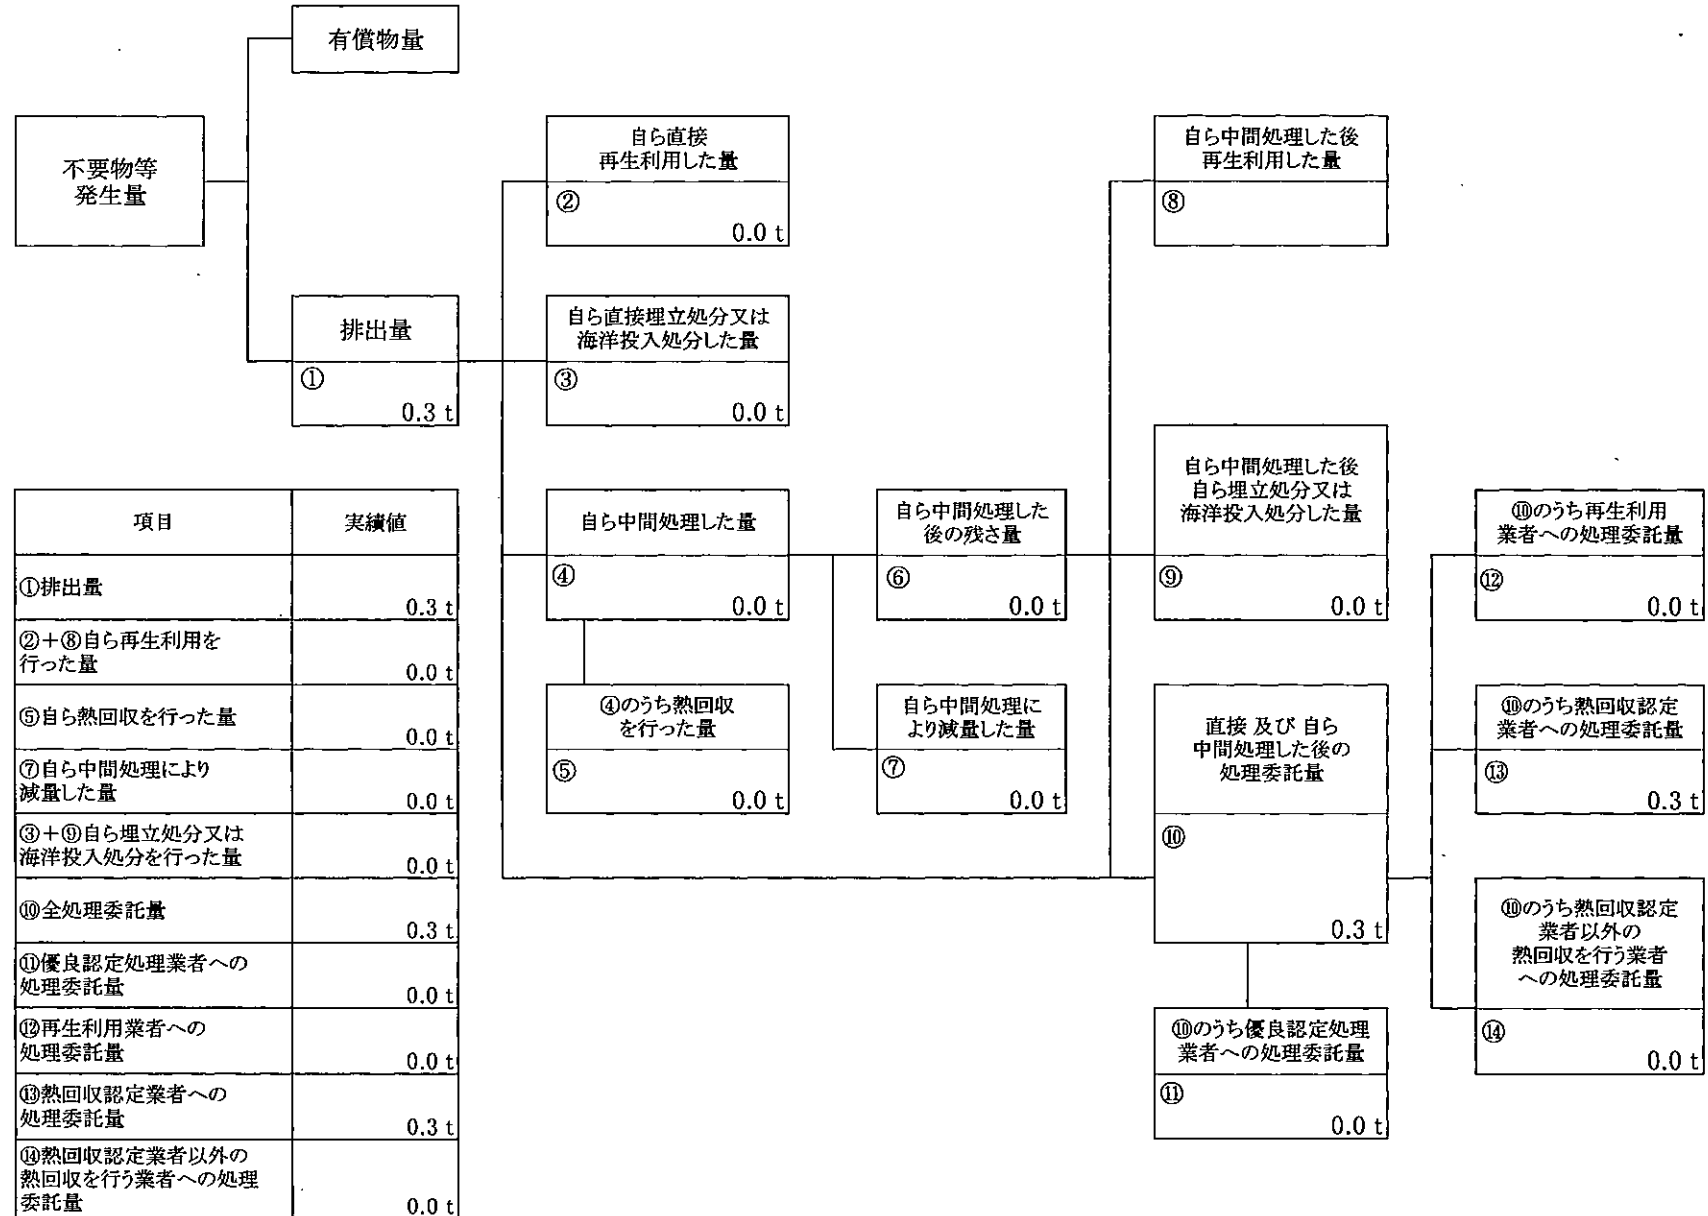 有償物量
不要物等
発生量
自ら直接
再生利用した量
②
0.0 t
自ら中間処理した後
再生利用した量
⑧
排出量
①
0.3 t
自ら直接埋立処分又は
海洋投入処分した量
③
0.0 t
自ら中間処理した量
④
0.0 t
自ら中間処理した
後の残さ量
⑥
0.0 t
自ら中間処理した後
自ら埋立処分又は
海洋投入処分した量
⑨
0.0 t
⑩のうち再生利用
業者への処理委託量
⑫
0.0 t
④のうち熱回収
を行った量
⑤
0.0 t
自ら中間処理に
より減量した量
⑦
0.0 t
直接 及び 自ら
中間処理した後の
処理委託量
⑩
0.3 t
⑩のうち熱回収認定
業者への処理委託量
⑬
0.3 t
⑩のうち熱回収認定
業者以外の
熱回収を行う業者
への処理委託量
⑭
0.0 t
⑩のうち優良認定処理
業者への処理委託量
⑪
0.0 t
項目 実績値
①排出量
0.3 t
②+⑧自ら再生利用を
行った量
0.0 t
⑤自ら熱回収を行った量
0.0 t
⑦自ら中間処理により
減量した量
0.0 t
③+⑨自ら埋立処分又は
海洋投入処分を行った量
0.0 t
⑩全処理委託量
0.3 t
⑪優良認定処理業者への
処理委託量
0.0 t
⑫再生利用業者への
処理委託量
0.0 t
⑬熱回収認定業者への
処理委託量
0.3 t
⑭熱回収認定業者以外の
熱回収を行う業者への処理
委託量
0.0 t